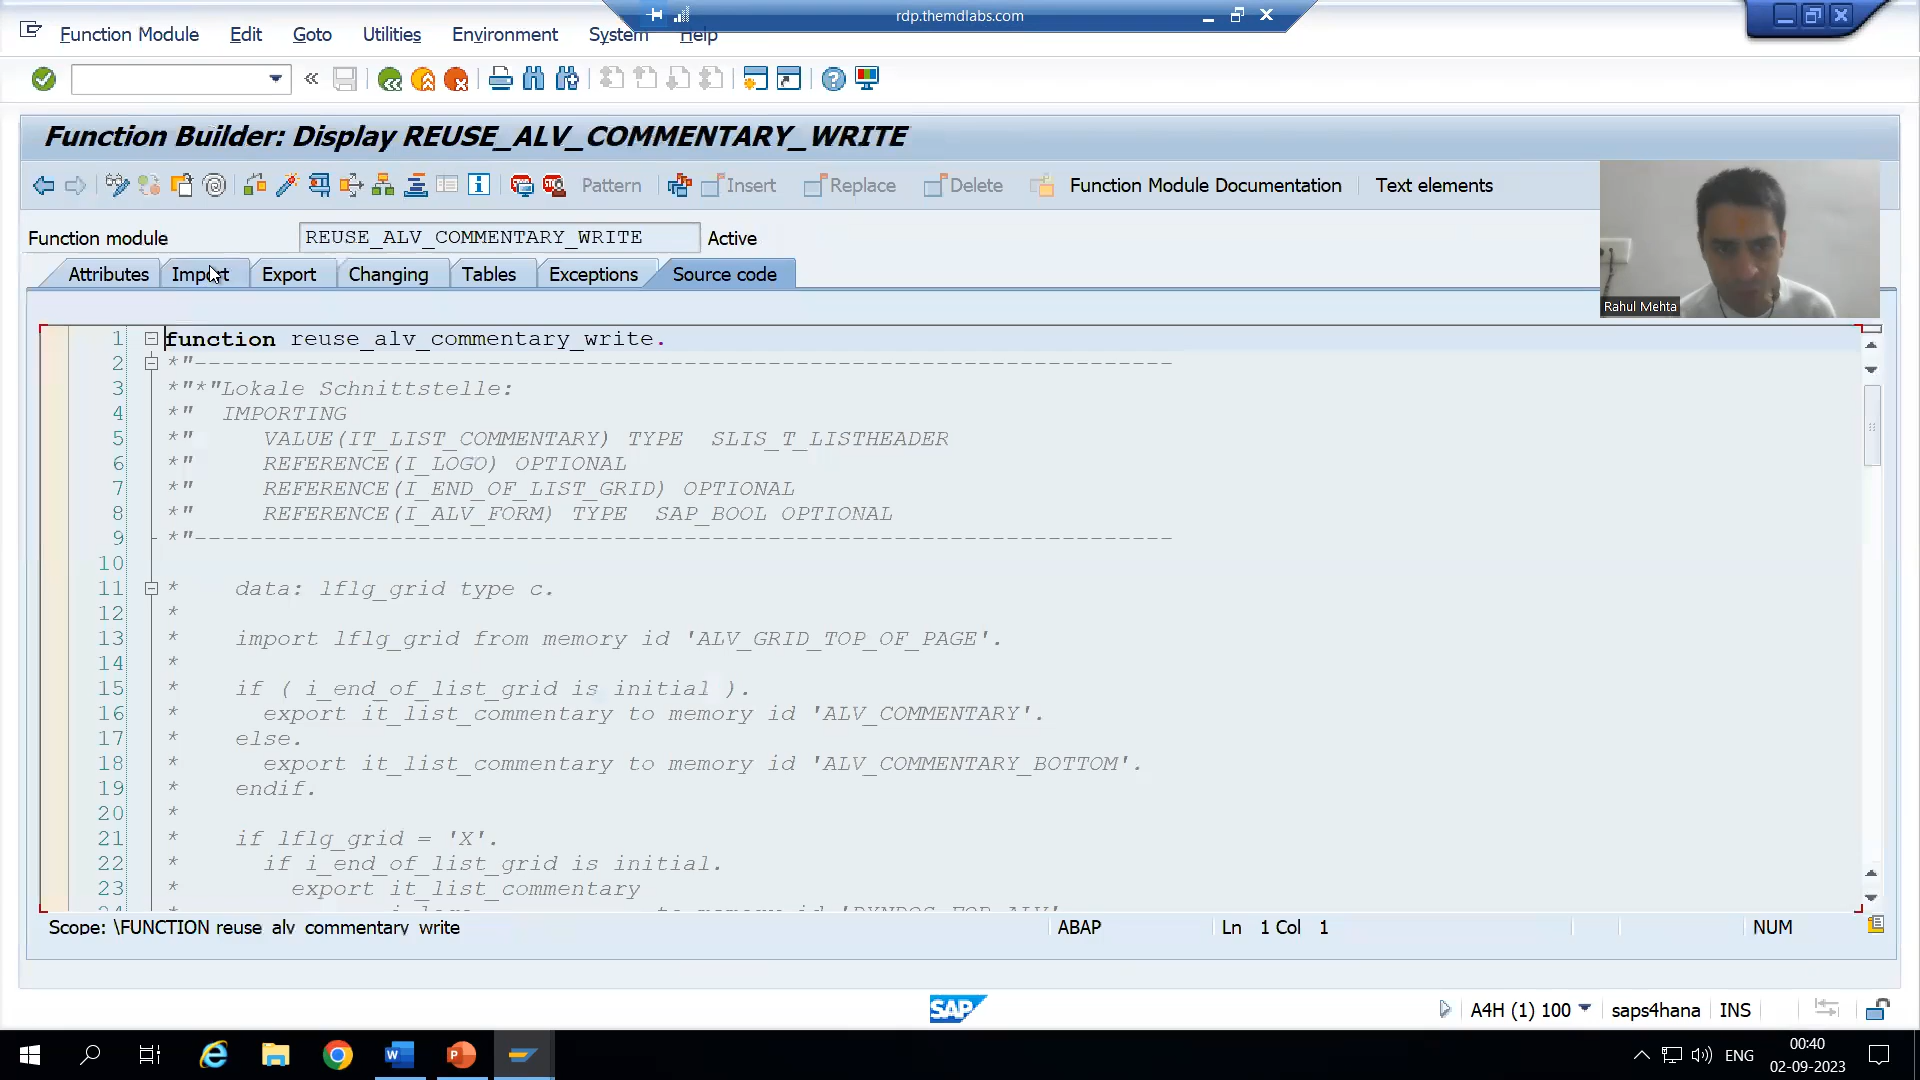 rdp.themdlabs.com
Function Module Edit Goto Utilities Environment System Help
Function Builder: Display REUSE_ALV_COMMENTARY_WRITE
Pattern Insert Replace Delete Function Module Documentation Text elements
Function module REUSE_ALV_COMMENTARY_WRITE Active
Attributes Import Export Changing Tables Exceptions Source code
Rahul Mehta
1 function reuse_alv_commentary_write.
2 *"----------------------------------------------------------------------
3 *"*"Lokale Schnittstelle:
4 *" IMPORTING
5 *" VALUE(IT_LIST_COMMENTARY) TYPE SLIS_T_LISTHEADER
6 *" REFERENCE(I_LOGO) OPTIONAL
7 *" REFERENCE(I_END_OF_LIST_GRID) OPTIONAL
8 *" REFERENCE(I_ALV_FORM) TYPE SAP_BOOL OPTIONAL
9 *"----------------------------------------------------------------------
10
11 * data: lflg_grid type c.
12 *
13 * import lflg_grid from memory id 'ALV_GRID_TOP_OF_PAGE'.
14 *
15 * if ( i_end_of_list_grid is initial ).
16 * export it_list_commentary to memory id 'ALV_COMMENTARY'.
17 * else.
18 * export it_list_commentary to memory id 'ALV_COMMENTARY_BOTTOM'.
19 * endif.
20 *
21 * if lflg_grid = 'X'.
22 * if i_end_of_list_grid is initial.
23 * export it_list_commentary
Scope: \FUNCTION reuse_alv_commentary_write ABAP Ln 1 Col 1 NUM
SAP A4H (1) 100 saps4hana INS
ENG 00:40
02-09-2023